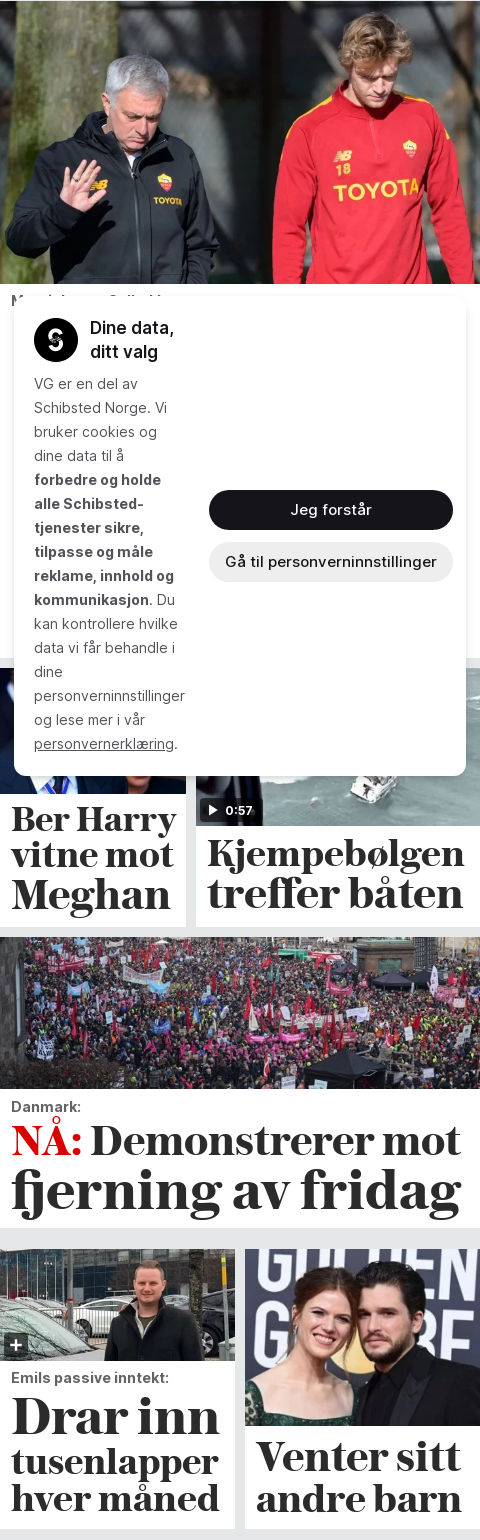 18
TOYOTA
TOYOTA
Dine data,
ditt valg
VG er en del av
Schibsted Norge. Vi
bruker cookies og
dine data til å
forbedre og holde
alle Schibsted-
tjenester sikre,
tilpasse og måle
reklame, innhold og
kommunikasjon. Du
kan kontrollere hvilke
data vi får behandle i
dine
personverninnstillinger
og lese mer i vår
personvernerklæring.
Jeg forstår
Gå til personverninnstillinger
0:57
Ber Harry
vitne mot
Meghan
Kjempebølgen
treffer båten
Danmark:
NÅ: Demonstrerer mot
fjerning av fridag
Emils passive inntekt:
Drar inn
tusenlapper
hver måned
GOLDEN
Venter sitt
andre barn